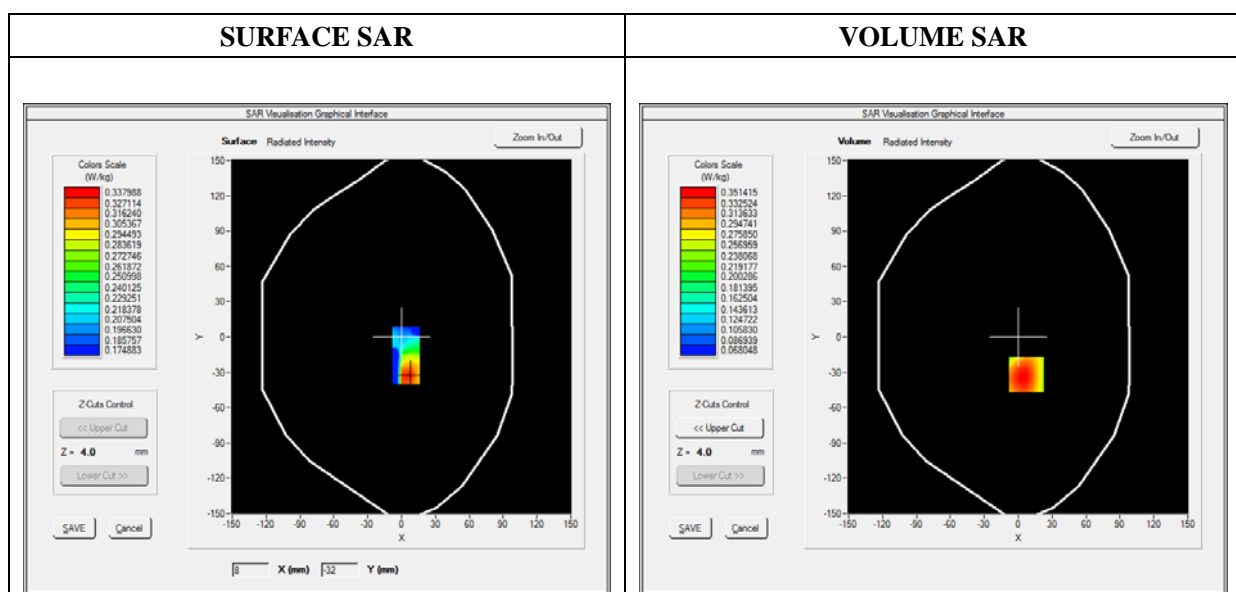 SURFACE SAR
VOLUME SAR
SAR Visualisation Graphical Interface
Surface Radiated Intensity
Zoom In/Out
Colors Scale
(W/kg)
0.337988
0.327114
0.316240
0.305367
0.294493
0.283619
0.272746
0.261872
0.250998
0.240125
0.229251
0.218378
0.207504
0.196630
0.185757
0.174883
Z-Cuts Control
<< Upper Cut
Z = 4.0 mm
Lower Cut >>
SAVE Cancel
150
120
90
60
30
0
-30
-60
-90
-120
-150
Y
-150 -120 -90 -60 -30 0 30 60 90 120 150
X
8 X (mm) -32 Y (mm)
SAR Visualisation Graphical Interface
Volume Radiated Intensity
Zoom In/Out
Colors Scale
(W/kg)
0.351415
0.332524
0.313633
0.294741
0.275850
0.256959
0.238068
0.219177
0.200286
0.181395
0.162504
0.143613
0.124722
0.105830
0.086939
0.068048
Z-Cuts Control
<< Upper Cut
Z = 4.0 mm
Lower Cut >>
SAVE Cancel
150
120
90
60
30
0
-30
-60
-90
-120
-150
Y
-150 -120 -90 -60 -30 0 30 60 90 120 150
X